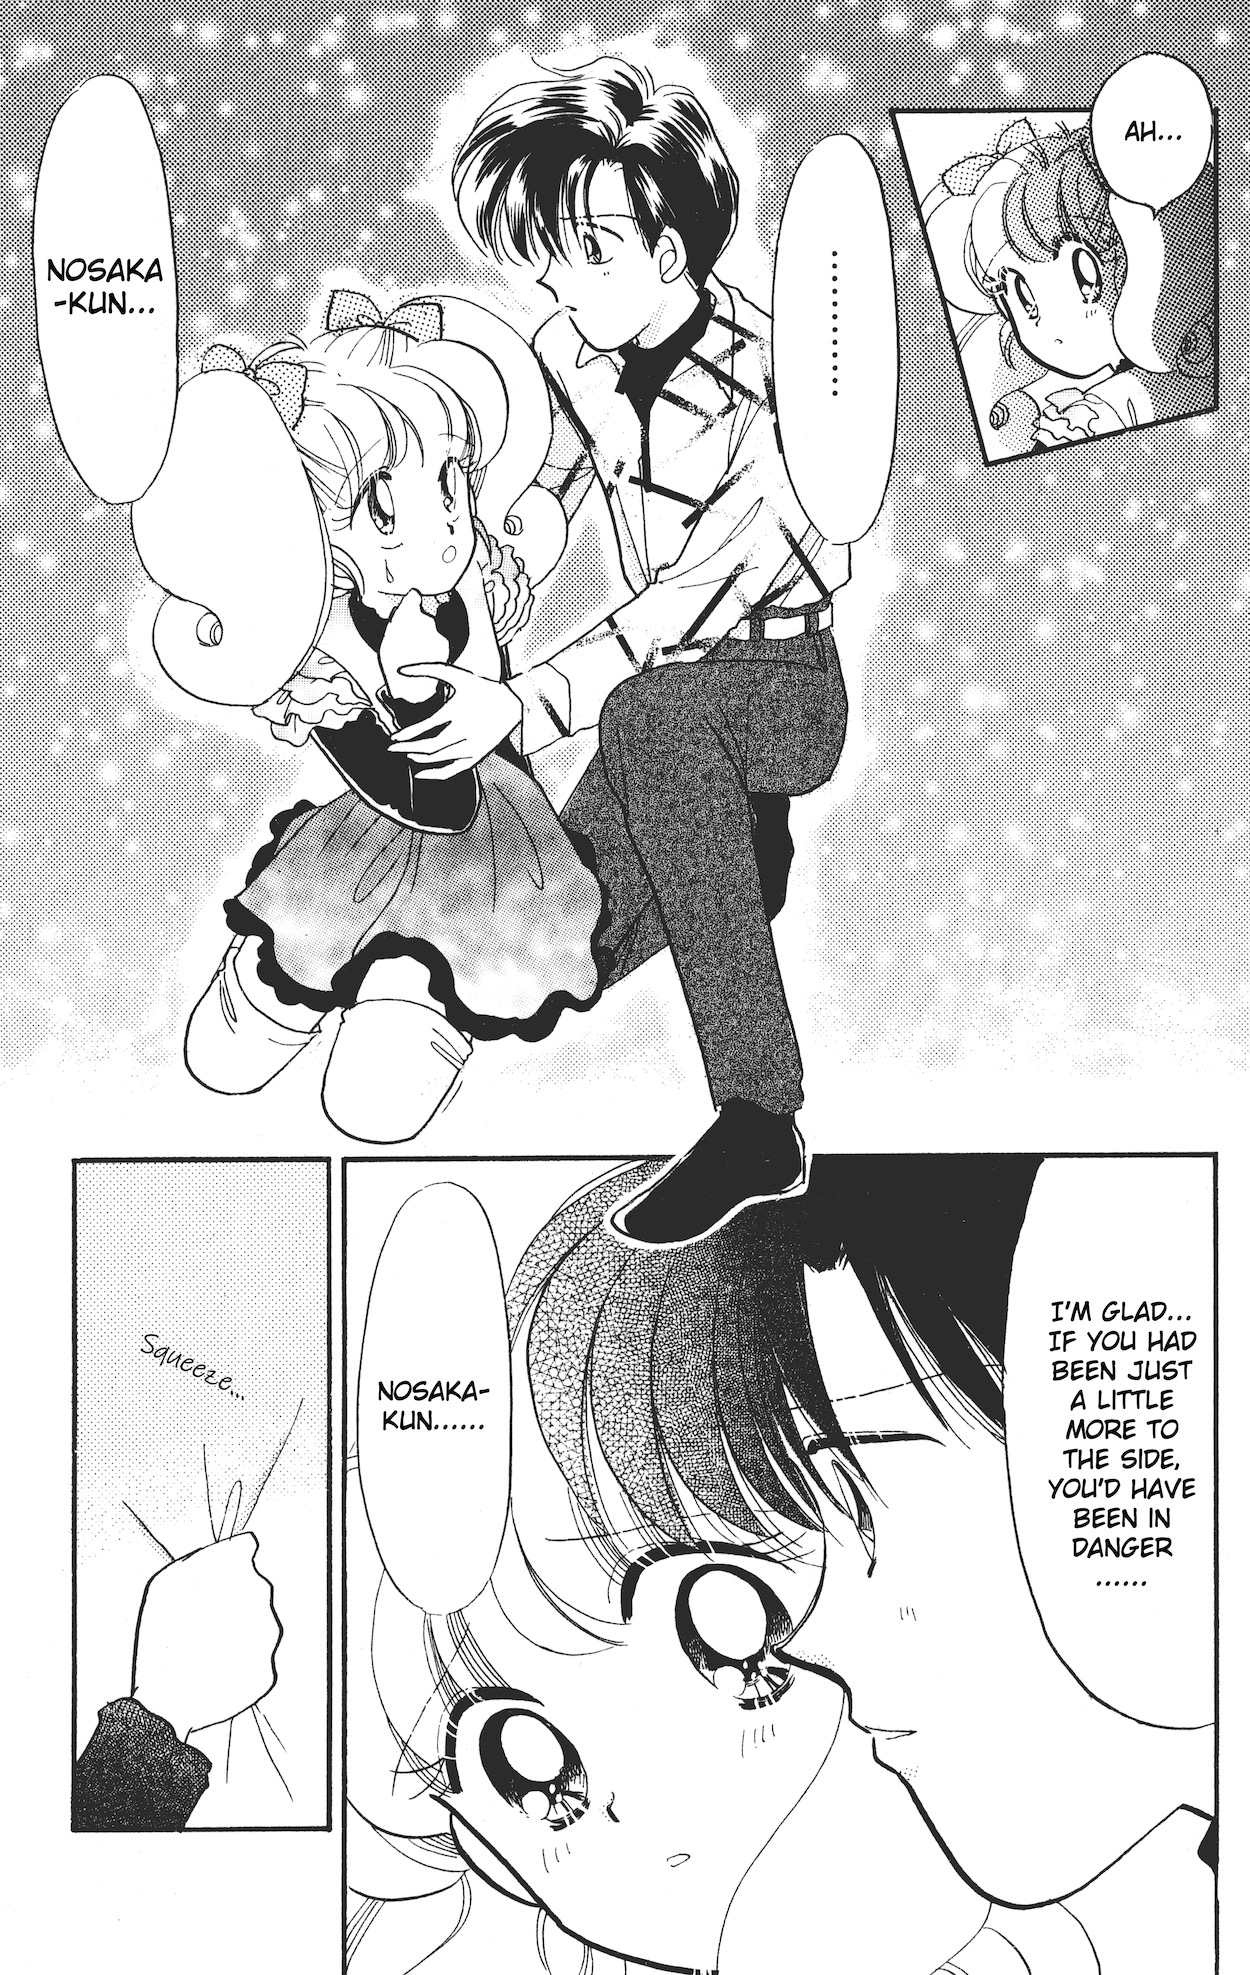 AH...
............
NOSAKA
-KUN...
I'M GLAD...
IF YOU HAD
BEEN JUST
A LITTLE
MORE TO
THE SIDE,
YOU'D HAVE
BEEN IN
DANGER
......
NOSAKA-
KUN......
Squeeze...